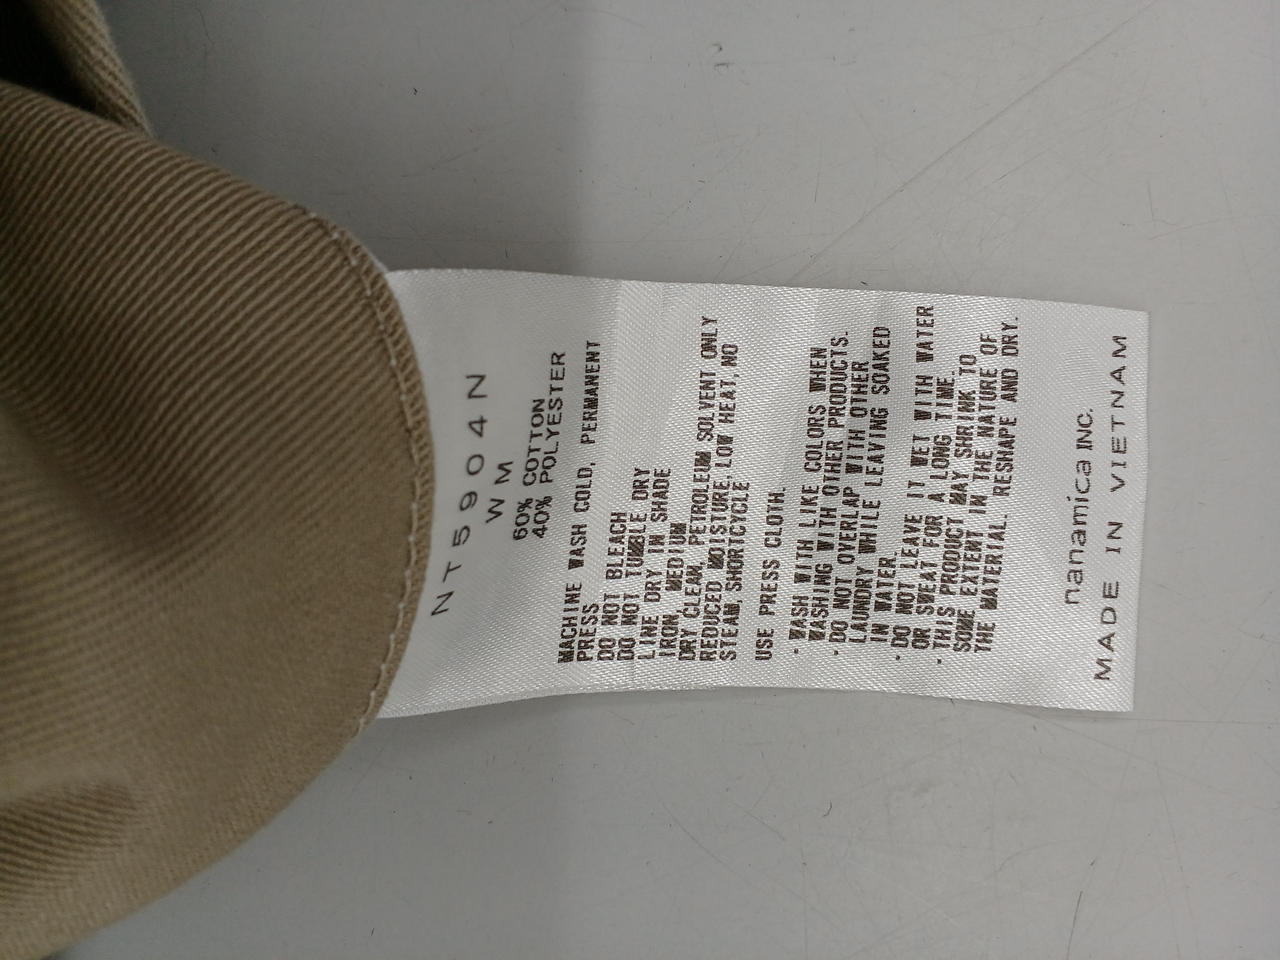 NT5904N
WM
60% COTTON
40% POLYESTER
MACHINE WASH COLD, PERMANENT
PRESS
DO NOT BLEACH
DO NOT TUMBLE DRY
LINE DRY IN SHADE
IRON, MEDIUM
DRY CLEAN, PETROLEUM SOLVENT ONLY
REDUCED MOISTURE, LOW HEAT, NO
STEAM, SHORTCYCLE
USE PRESS CLOTH.
· WASH WITH LIKE COLORS WHEN
WASHING WITH OTHER PRODUCTS.
· DO NOT OVERLAP WITH OTHER
LAUNDRY WHILE LEAVING SOAKED
IN WATER.
· DO NOT LEAVE IT WET WITH WATER
OR SWEAT FOR A LONG TIME.
· THIS PRODUCT MAY SHRINK TO
SOME EXTENT IN THE NATURE OF
THE MATERIAL. RESHAPE AND DRY.
nanamica INC.
MADE IN VIETNAM